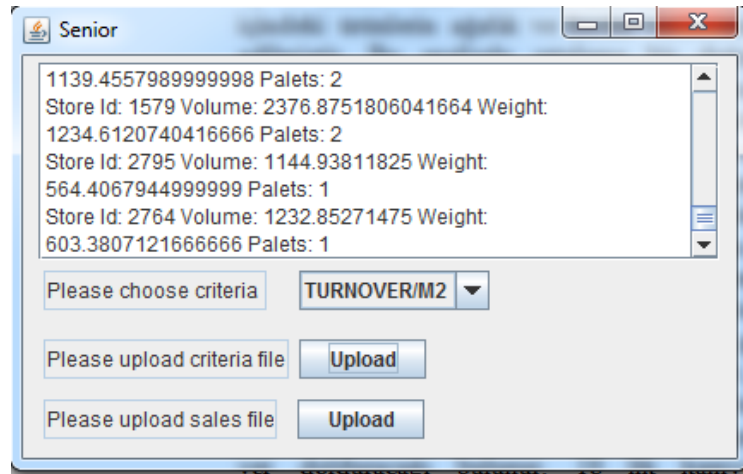 Senior
1139.4557989999998 Palets: 2
Store Id: 1579 Volume: 2376.8751806041664 Weight:
1234.6120740416666 Palets: 2
Store Id: 2795 Volume: 1144.93811825 Weight:
564.4067944999999 Palets: 1
Store Id: 2764 Volume: 1232.85271475 Weight:
603.3807121666666 Palets: 1
Please choose criteria TURNOVER/M2
Please upload criteria file Upload
Please upload sales file Upload